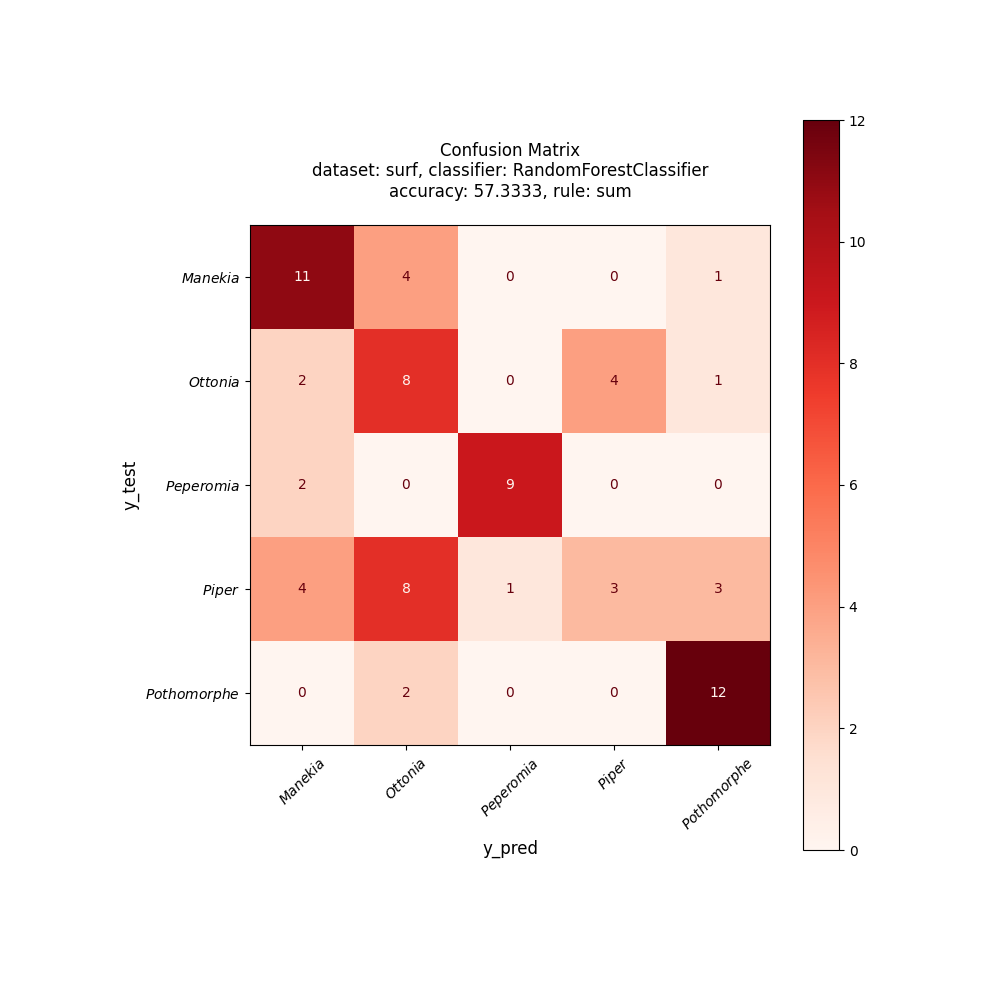 Confusion Matrix
dataset: surf, classifier: RandomForestClassifier
accuracy: 57.3333, rule: sum
y_test
Manekia 11 4 0 0 1
Ottonia 2 8 0 4 1
Peperomia 2 0 9 0 0
Piper 4 8 1 3 3
Pothomorphe 0 2 0 0 12
Manekia Ottonia Peperomia Piper Pothomorphe
y_pred
12
10
8
6
4
2
0